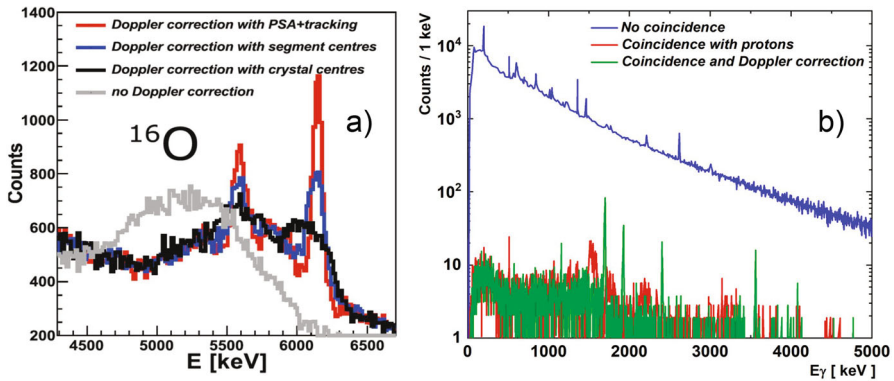 Doppler correction with PSA+tracking
Doppler correction with segment centres
Doppler correction with crystal centres
no Doppler correction
16O
a)
Counts
1400
1200
1000
800
600
400
200
4500 5000 5500 6000 6500
E [keV]
No coincidence
Coincidence with protons
Coincidence and Doppler correction
b)
Counts / 1 keV
10^4
10^3
10^2
10
1
0 1000 2000 3000 4000 5000
Eγ [ keV ]